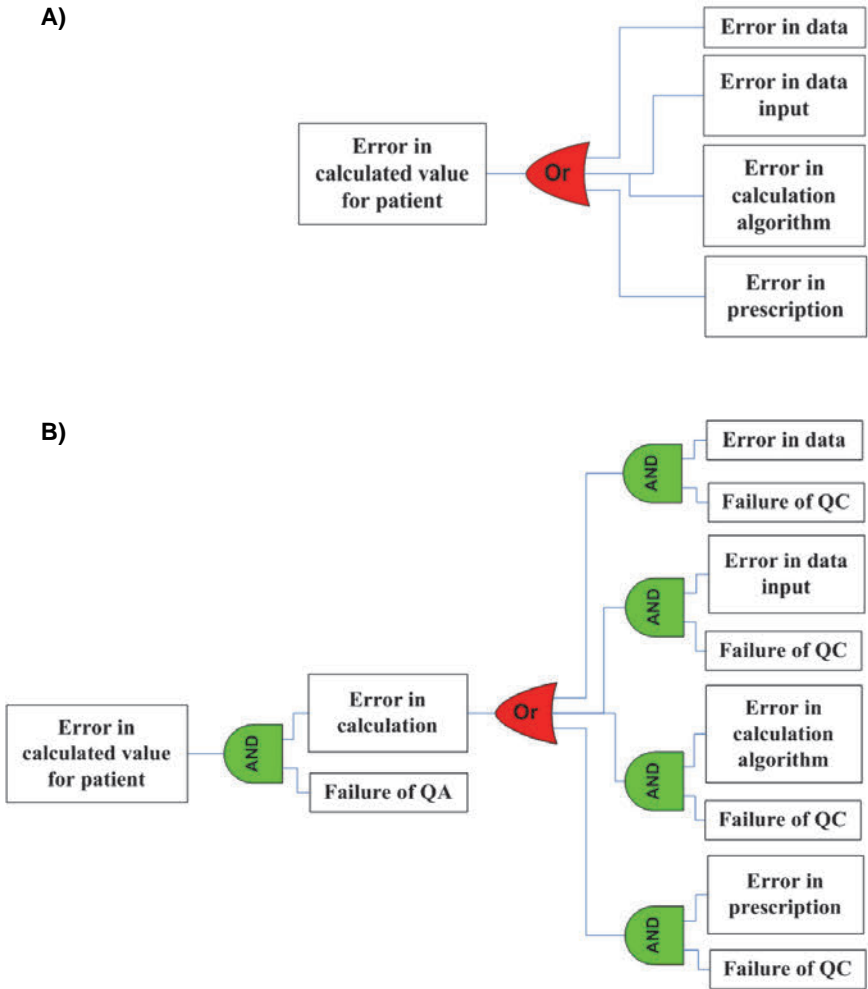 A)
Error in data
Error in data
input
Error in
calculated value
for patient
Or
Error in
calculation
algorithm
Error in
prescription
B)
AND
Error in data
Failure of QC
AND
Error in data
input
Failure of QC
Error in
calculated value
for patient
AND
Error in
calculation
Failure of QA
Or
AND
Error in
calculation
algorithm
Failure of QC
AND
Error in
prescription
Failure of QC